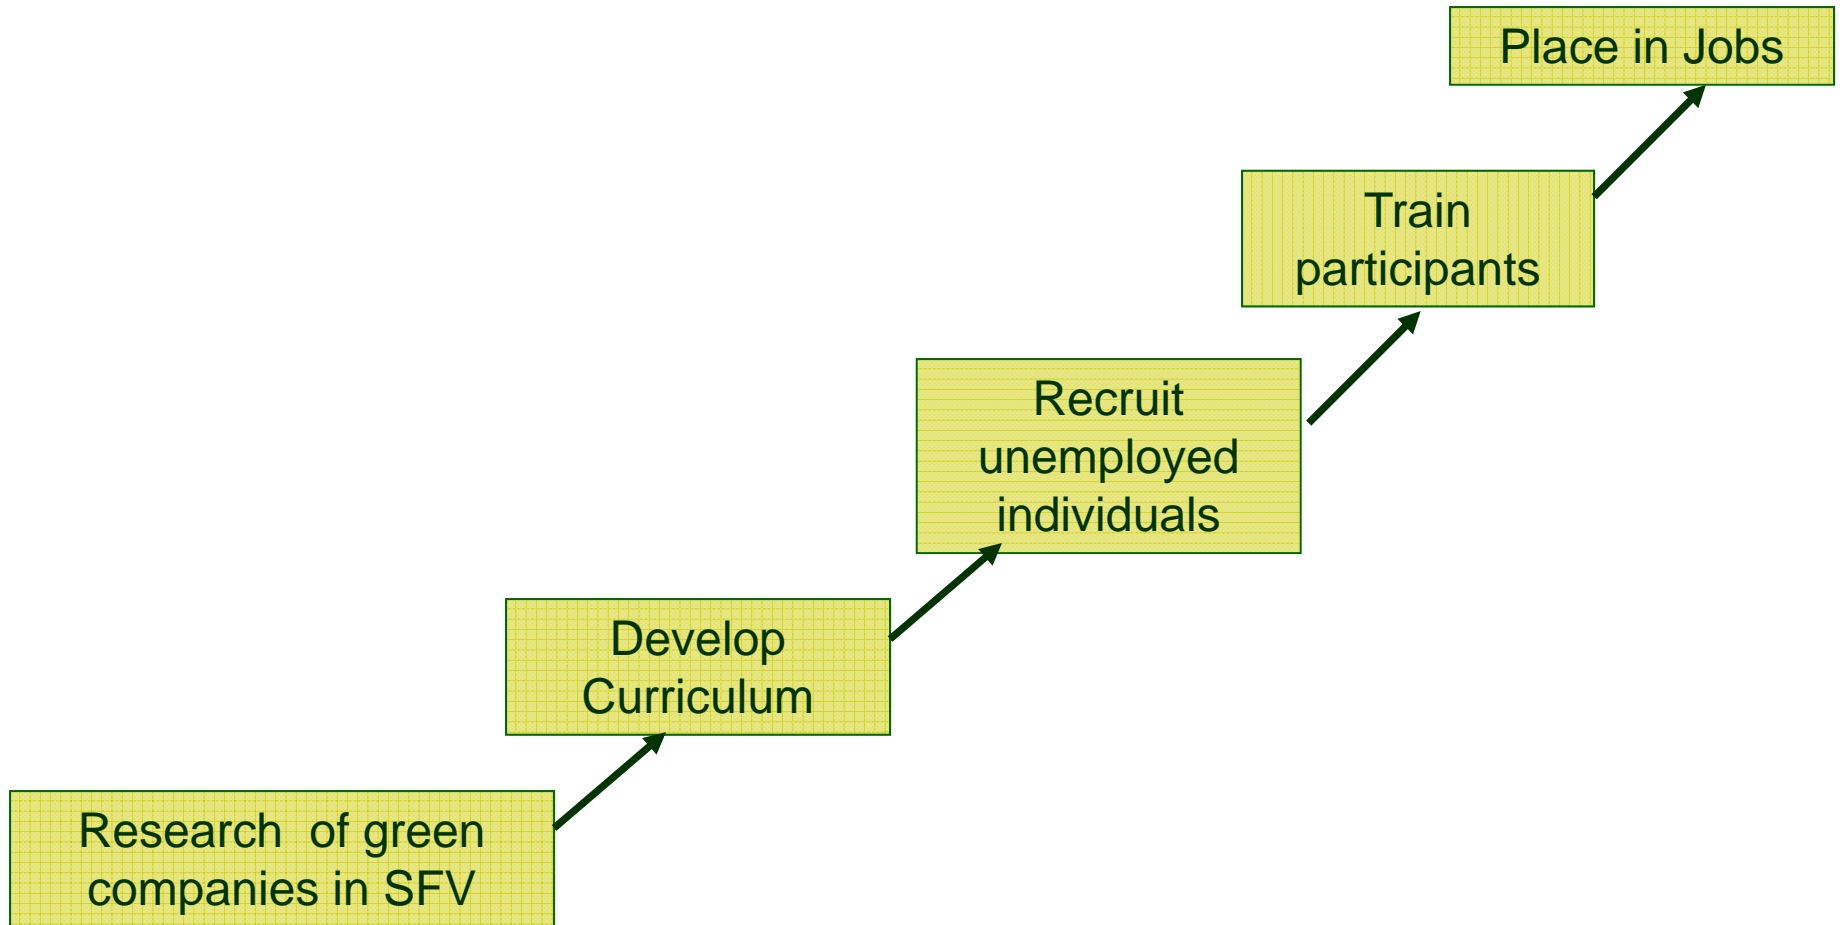 Place in Jobs
Train
participants
Recruit
unemployed
individuals
Develop
Curriculum
Research  of green
companies in SFV